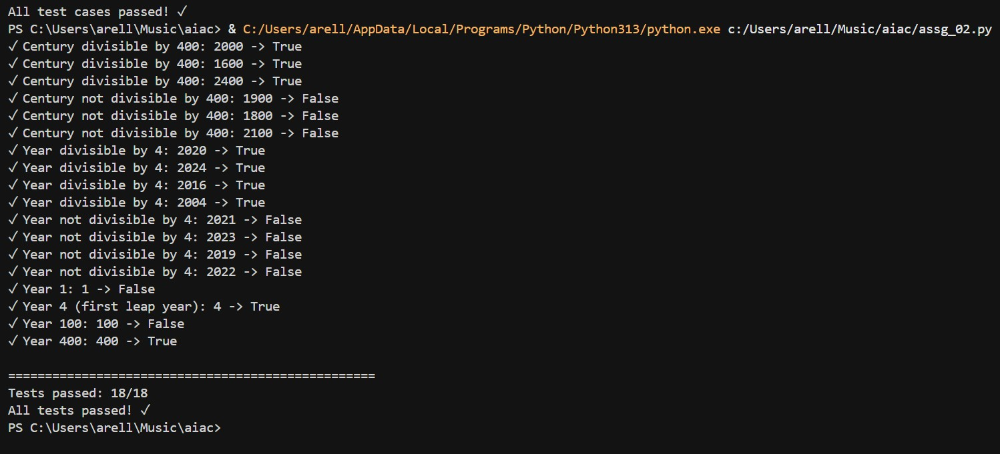 All test cases passed! ✓
PS C:\Users\arell\Music\aiac> & C:/Users/arell/AppData/Local/Programs/Python/Python313/python.exe c:/Users/arell/Music/aiac/assg_02.py
✓ Century divisible by 400: 2000 -> True
✓ Century divisible by 400: 1600 -> True
✓ Century divisible by 400: 2400 -> True
✓ Century not divisible by 400: 1900 -> False
✓ Century not divisible by 400: 1800 -> False
✓ Century not divisible by 400: 2100 -> False
✓ Year divisible by 4: 2020 -> True
✓ Year divisible by 4: 2024 -> True
✓ Year divisible by 4: 2016 -> True
✓ Year divisible by 4: 2004 -> True
✓ Year not divisible by 4: 2021 -> False
✓ Year not divisible by 4: 2023 -> False
✓ Year not divisible by 4: 2019 -> False
✓ Year not divisible by 4: 2022 -> False
✓ Year 1: 1 -> False
✓ Year 4 (first leap year): 4 -> True
✓ Year 100: 100 -> False
✓ Year 400: 400 -> True
==================================================
Tests passed: 18/18
All tests passed! ✓
PS C:\Users\arell\Music\aiac>